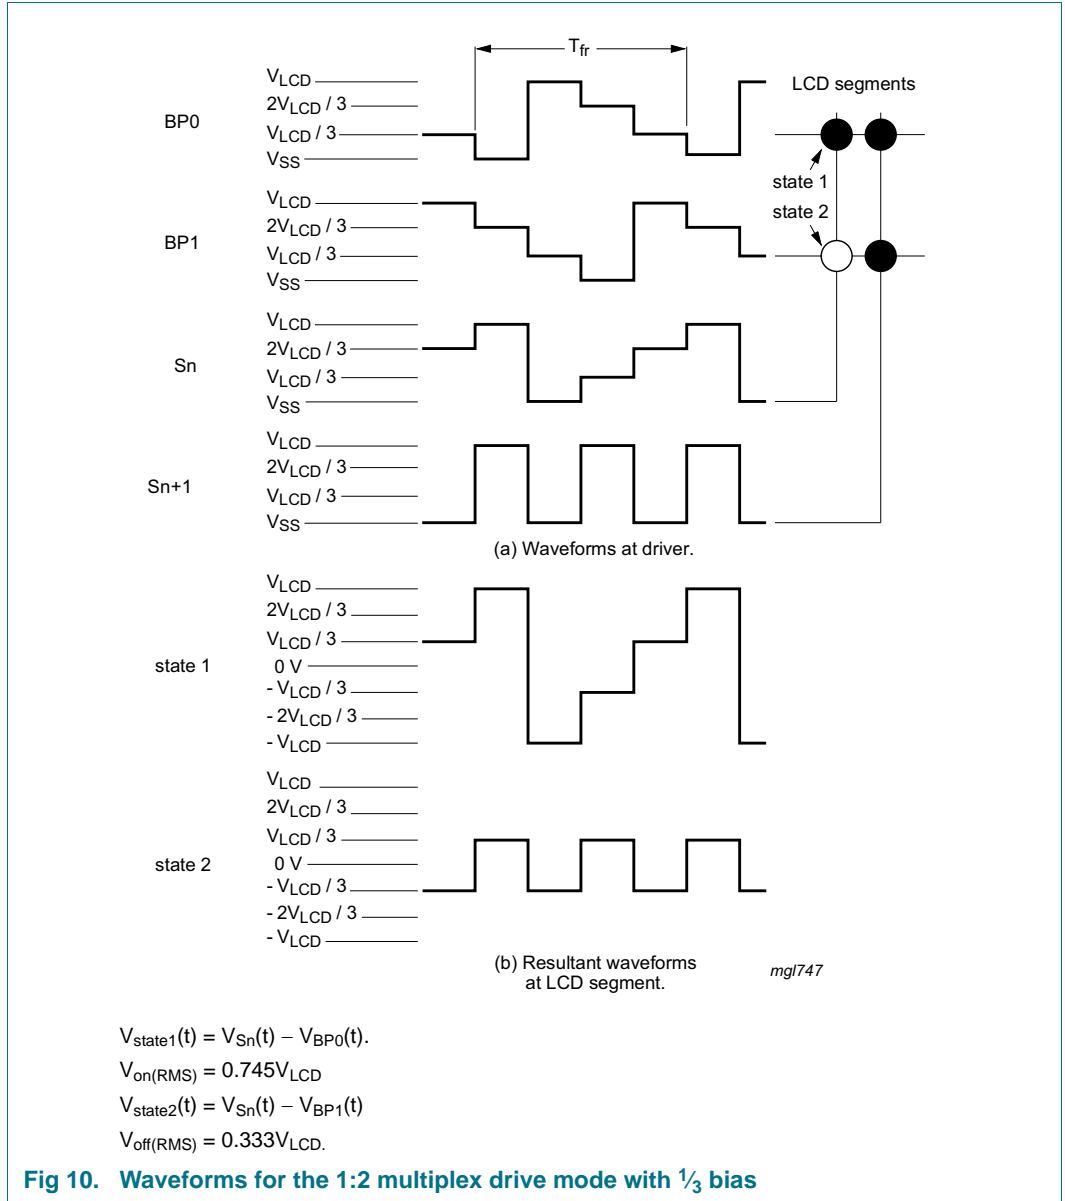 Tfr
BP0
VLCD
2VLCD / 3
VLCD / 3
VSS
LCD segments
state 1
state 2
BP1
VLCD
2VLCD / 3
VLCD / 3
VSS
Sn
VLCD
2VLCD / 3
VLCD / 3
VSS
Sn+1
VLCD
2VLCD / 3
VLCD / 3
VSS
(a) Waveforms at driver.
state 1
VLCD
2VLCD / 3
VLCD / 3
0 V
- VLCD / 3
- 2VLCD / 3
- VLCD
state 2
VLCD
2VLCD / 3
VLCD / 3
0 V
- VLCD / 3
- 2VLCD / 3
- VLCD
(b) Resultant waveforms
at LCD segment.
mgl747
Vstate1(t) = VSn(t) − VBP0(t).
Von(RMS) = 0.745VLCD
Vstate2(t) = VSn(t) − VBP1(t)
Voff(RMS) = 0.333VLCD.
Fig 10. Waveforms for the 1:2 multiplex drive mode with 1⁄3 bias